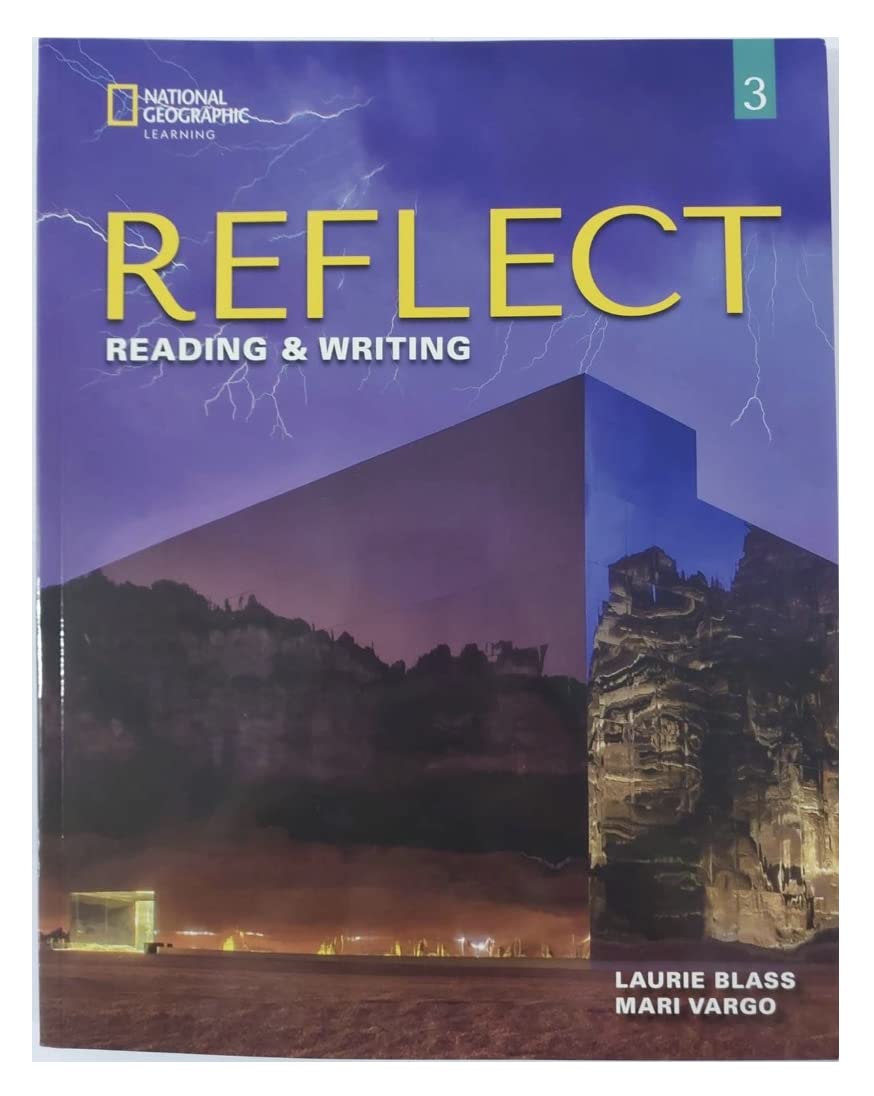 3
NATIONAL
GEOGRAPHIC
LEARNING
REFLECT
READING & WRITING
LAURIE BLASS
MARI VARGO